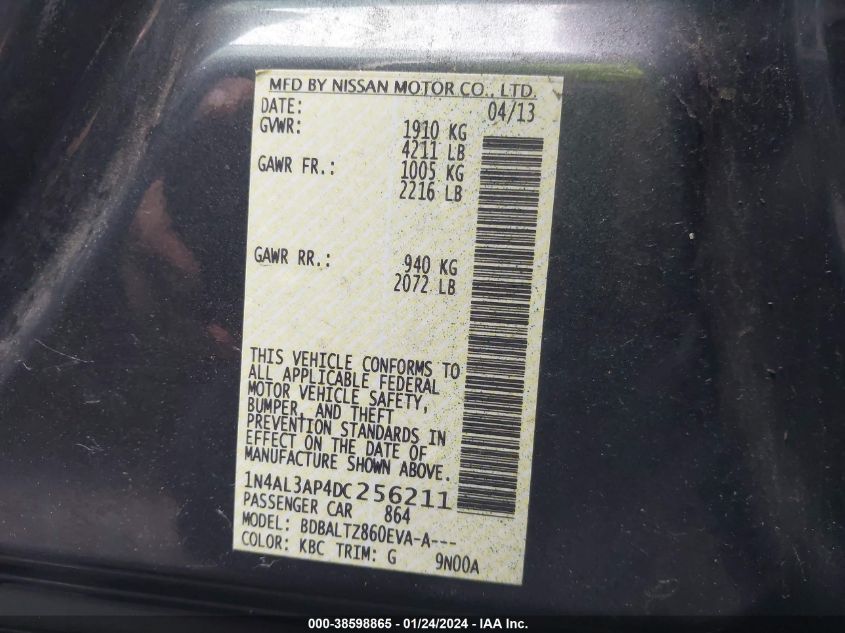 MFD BY NISSAN MOTOR CO., LTD.
DATE: 04/13
GVWR: 1910 KG
4211 LB
GAWR FR.: 1005 KG
2216 LB
GAWR RR.: 940 KG
2072 LB
THIS VEHICLE CONFORMS TO
ALL APPLICABLE FEDERAL
MOTOR VEHICLE SAFETY,
BUMPER, AND THEFT
PREVENTION STANDARDS IN
EFFECT ON THE DATE OF
MANUFACTURE SHOWN ABOVE.
1N4AL3AP4DC256211
PASSENGER CAR 864
MODEL: BDBALTZ860EVA-A---
COLOR: KBC TRIM: G 9N00A
000-38598865 - 01/24/2024 - IAA Inc.